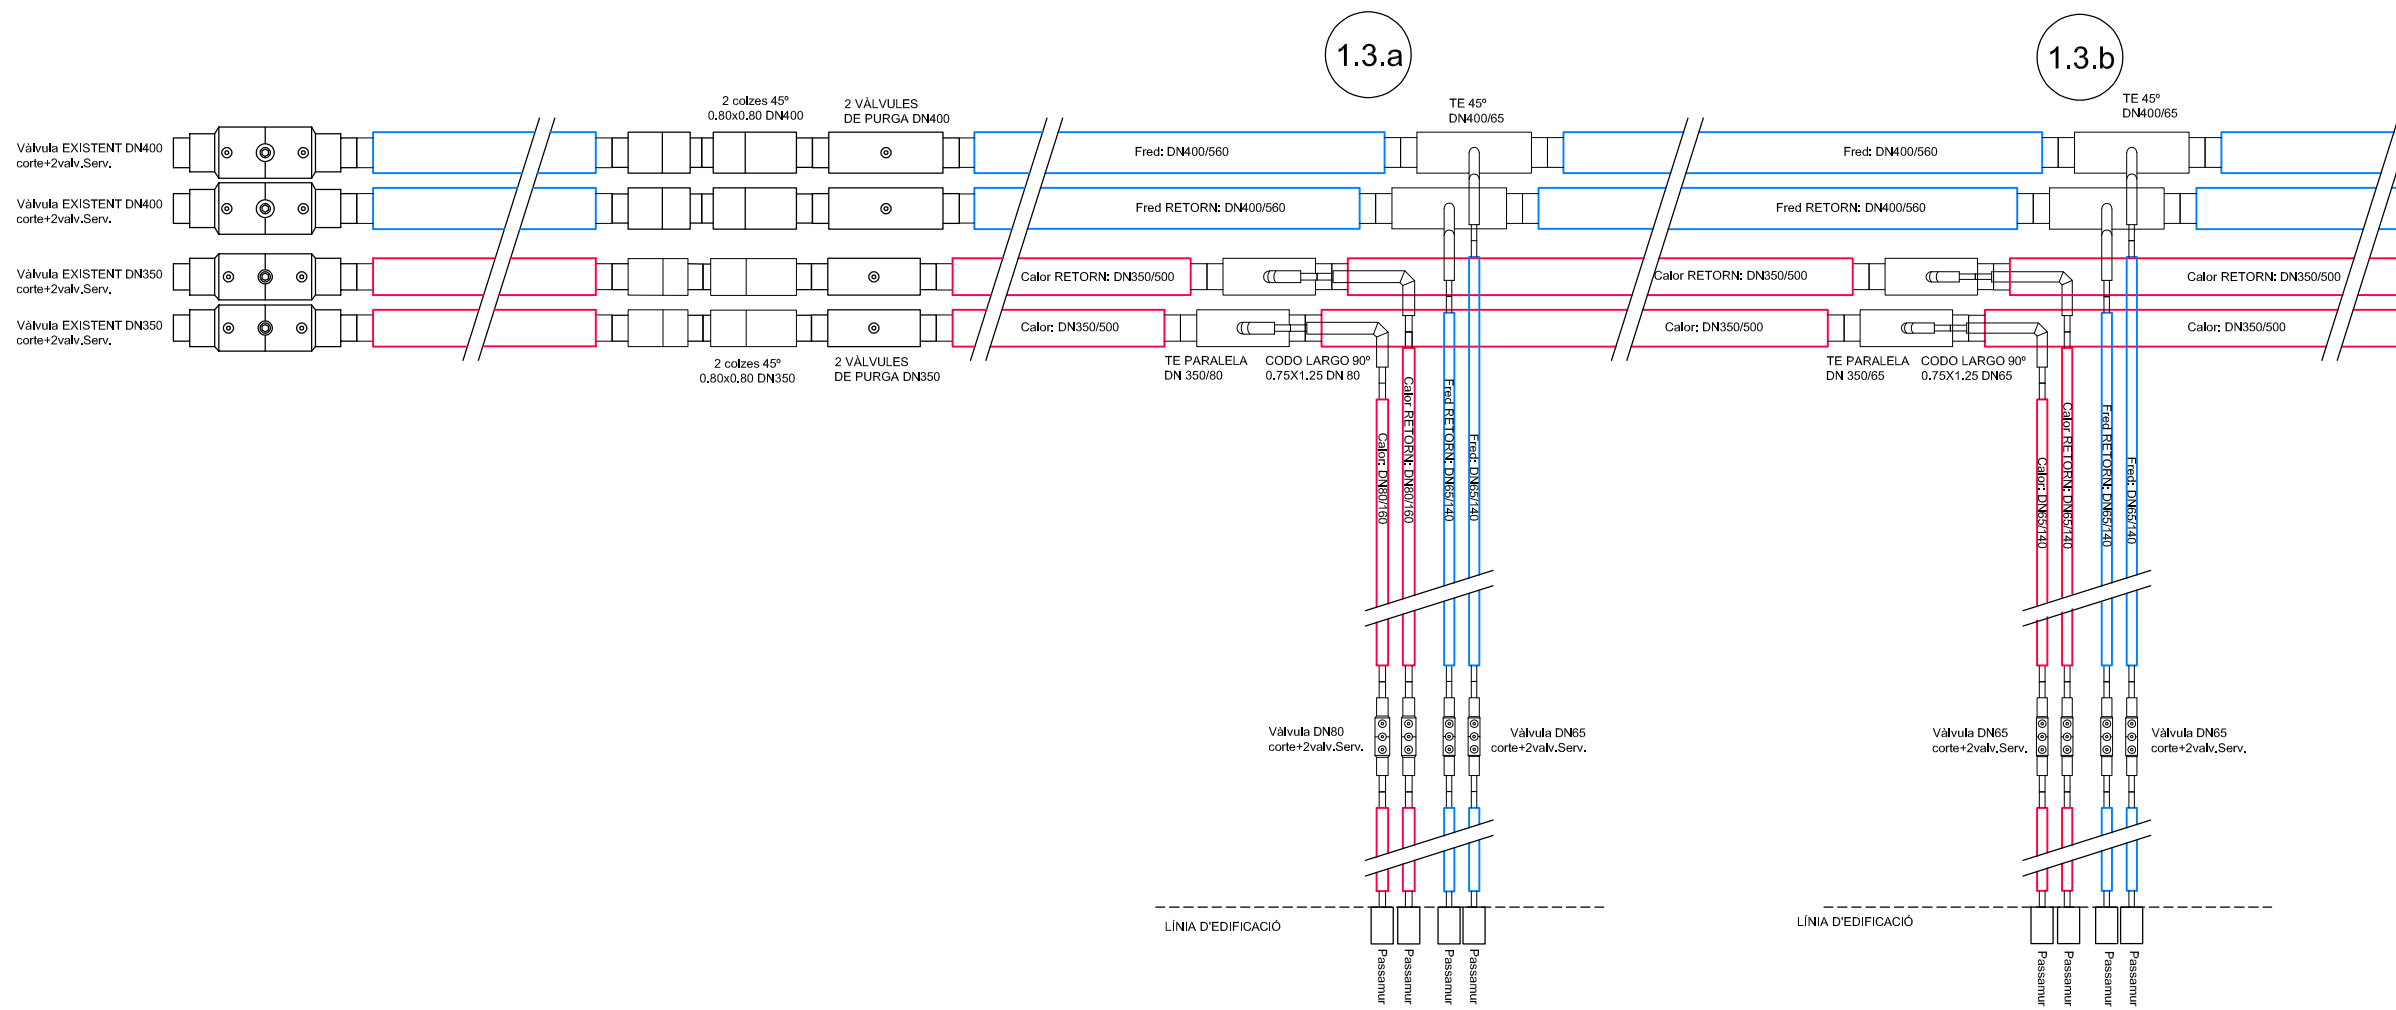 1.3.a
1.3.b
2 colzes 45º
0.80x0.80 DN400
2 VÀLVULES
DE PURGA DN400
TE 45º
DN400/65
TE 45º
DN400/65
Vàlvula EXISTENT DN400
corte+2valv.Serv.
Fred: DN400/560
Fred: DN400/560
Vàlvula EXISTENT DN400
corte+2valv.Serv.
Fred RETORN: DN400/560
Fred RETORN: DN400/560
Vàlvula EXISTENT DN350
corte+2valv.Serv.
Calor RETORN: DN350/500
Calor RETORN: DN350/500
Calor RETORN: DN350/500
Vàlvula EXISTENT DN350
corte+2valv.Serv.
Calor: DN350/500
Calor: DN350/500
Calor: DN350/500
2 colzes 45º
0.80x0.80 DN350
2 VÀLVULES
DE PURGA DN350
TE PARALELA
DN 350/80
CODO LARGO 90º
0.75X1.25 DN 80
TE PARALELA
DN 350/65
CODO LARGO 90º
0.75X1.25 DN65
Calor: DN80/160
Calor RETORN: DN80/160
Fred RETORN: DN65/140
Fred: DN65/140
Calor: DN65/140
Calor RETORN: DN65/140
Fred RETORN: DN65/140
Fred: DN65/140
Vàlvula DN80
corte+2valv.Serv.
Vàlvula DN65
corte+2valv.Serv.
Vàlvula DN65
corte+2valv.Serv.
Vàlvula DN65
corte+2valv.Serv.
LÍNIA D'EDIFICACIÓ
LÍNIA D'EDIFICACIÓ
Passamur
Passamur
Passamur
Passamur
Passamur
Passamur
Passamur
Passamur